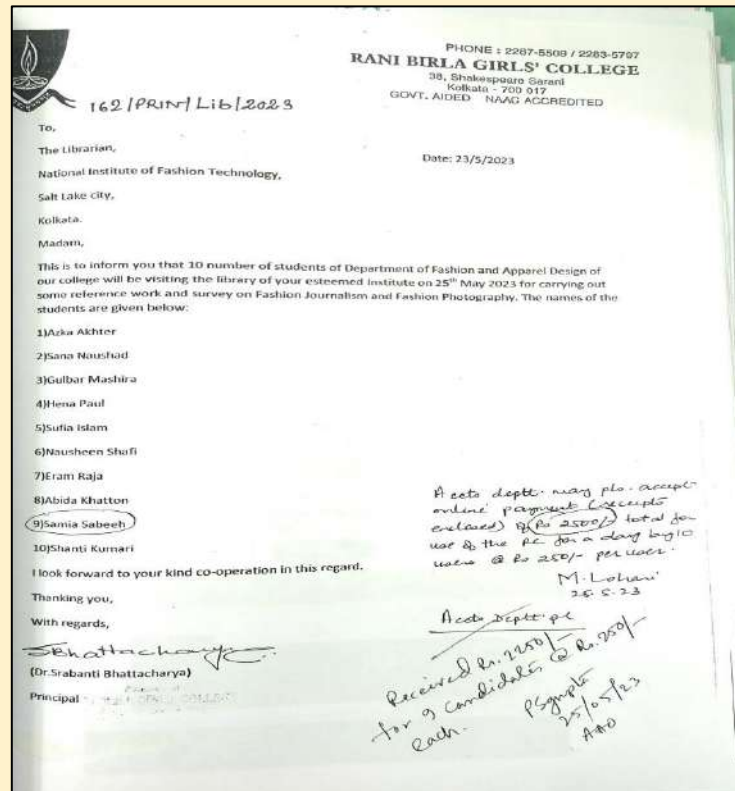 PHONE : 2287-5509 / 2283-5797
RANI BIRLA GIRLS' COLLEGE
38, Shakespeare Sarani
Kolkata - 700 017
GOVT. AIDED NAAC ACCREDITED
162/PRIN/Lib/2023
To,
The Librarian,
Date: 23/5/2023
National Institute of Fashion Technology,
Salt Lake city,
Kolkata.
Madam,
This is to inform you that 10 number of students of Department of Fashion and Apparel Design of
our college will be visiting the library of your esteemed Institute on 25th May 2023 for carrying out
some reference work and survey on Fashion Journalism and Fashion Photography. The names of the
students are given below:
1)Azka Akhter
2)Sana Naushad
3)Gulbar Mashira
4)Hena Paul
5)Sufia Islam
6)Nausheen Shafi
7)Eram Raja
8)Abida Khatton
9)Samia Sabeeh
10)Shanti Kumari
I look forward to your kind co-operation in this regard.
Thanking you,
With regards,
SBhattacharya
(Dr.Srabanti Bhattacharya)
Principal
Accts deptt. may pls. accept
online payment (receipts
enclosed) of Rs 2500/- total for
use of the RC for a day by 10
users @ Rs 250/- per user.
M. Lohani
25.5.23
Accts Deptt. pl
Received Rs. 2250/-
for 9 candidates @ Rs. 250/-
each.
PSgupta
25/05/23
AAO